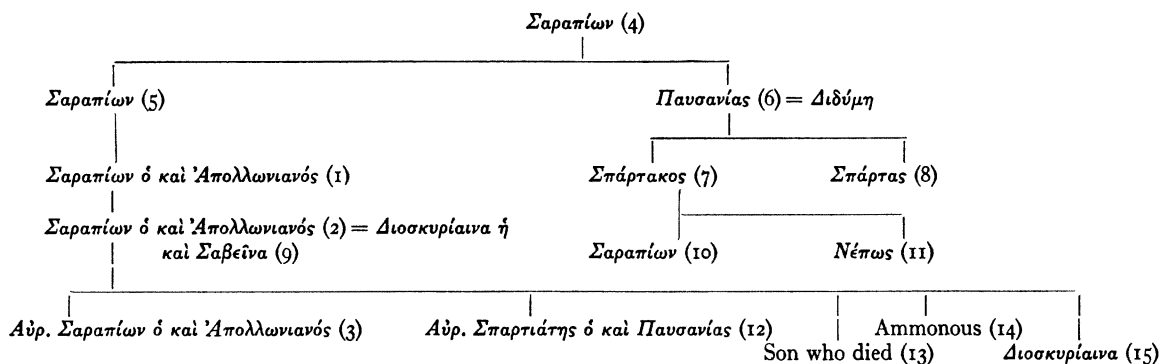 Σαραπίων (4)
Σαραπίων (5) Παυσανίας (6) = Διδύμη
Σαραπίων ὁ καὶ Ἀπολλωνιανός (1) Σπάρτακος (7) Σπάρτας (8)
Σαραπίων ὁ καὶ Ἀπολλωνιανός (2) = Διοσκυρίαινα ἡ
καὶ Σαβεῖνα (9) Σαραπίων (10) Νέπως (11)
Αὐρ. Σαραπίων ὁ καὶ Ἀπολλωνιανός (3) Αὐρ. Σπαρτιάτης ὁ καὶ Παυσανίας (12) Ammonous (14)
Son who died (13) Διοσκυρίαινα (15)